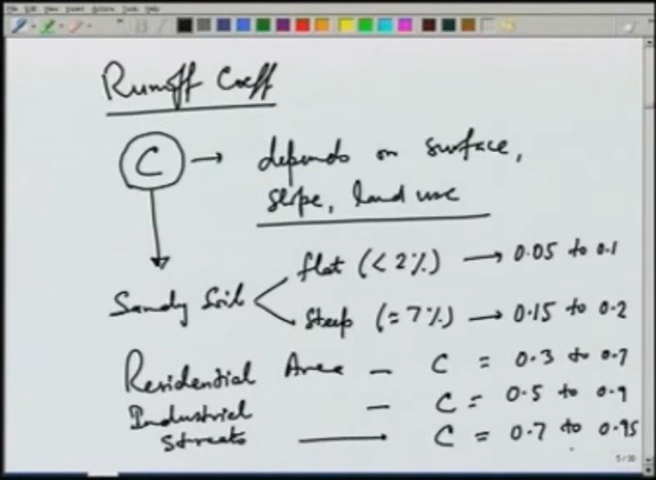 Runoff Coeff
C → depends on surface,
slope, land use
Sandy Soil
flat (< 2%) → 0.05 to 0.1
Steep (≈ 7%) → 0.15 to 0.2
Residential Area – C = 0.3 to 0.7
Industrial – C = 0.5 to 0.9
Streets — C = 0.7 to 0.95
5/30